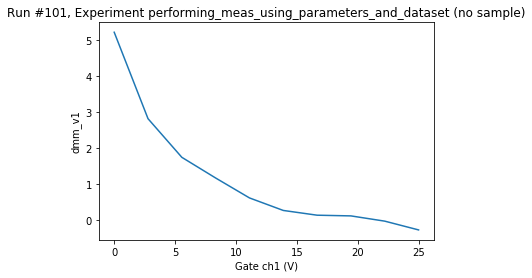 Run #101, Experiment performing_meas_using_parameters_and_dataset (no sample)
5
4
3
2
1
0
dmm_v1
0 5 10 15 20 25
Gate ch1 (V)